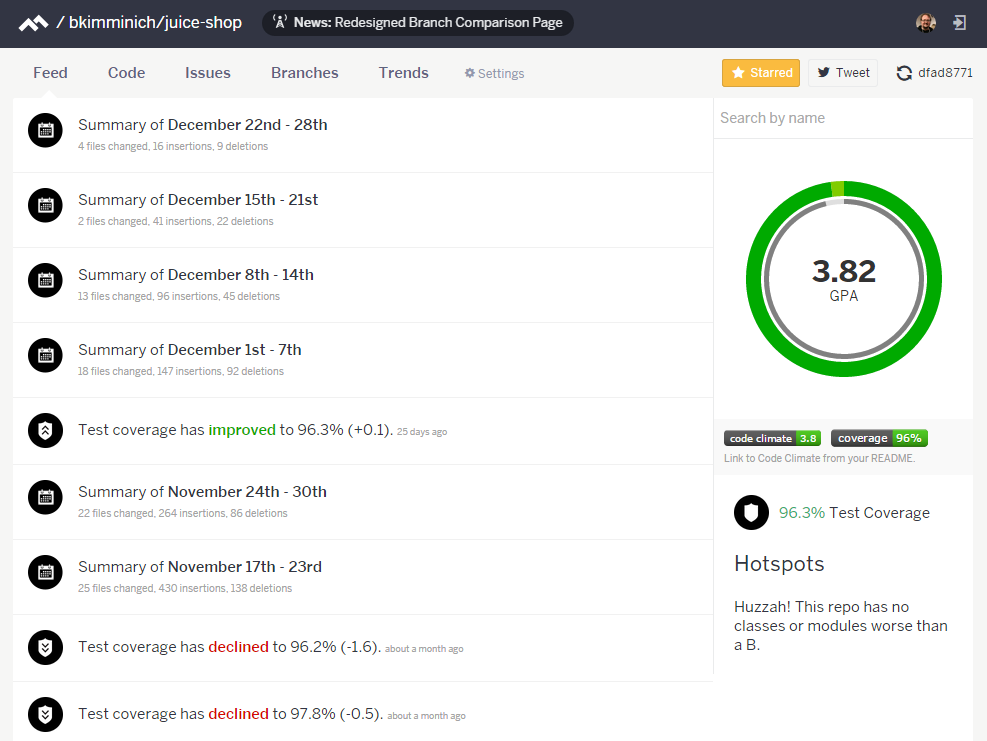 / bkimminich/juice-shop
News: Redesigned Branch Comparison Page
Feed Code Issues Branches Trends Settings
Starred Tweet dfad8771
Summary of December 22nd - 28th
4 files changed, 16 insertions, 9 deletions
Summary of December 15th - 21st
2 files changed, 41 insertions, 22 deletions
Summary of December 8th - 14th
13 files changed, 96 insertions, 45 deletions
Summary of December 1st - 7th
18 files changed, 147 insertions, 92 deletions
Test coverage has improved to 96.3% (+0.1). 25 days ago
Summary of November 24th - 30th
22 files changed, 264 insertions, 86 deletions
Summary of November 17th - 23rd
25 files changed, 430 insertions, 138 deletions
Test coverage has declined to 96.2% (-1.6). about a month ago
Test coverage has declined to 97.8% (-0.5). about a month ago
Search by name
3.82
GPA
code climate 3.8 coverage 96%
Link to Code Climate from your README.
96.3% Test Coverage
Hotspots
Huzzah! This repo has no
classes or modules worse than
a B.